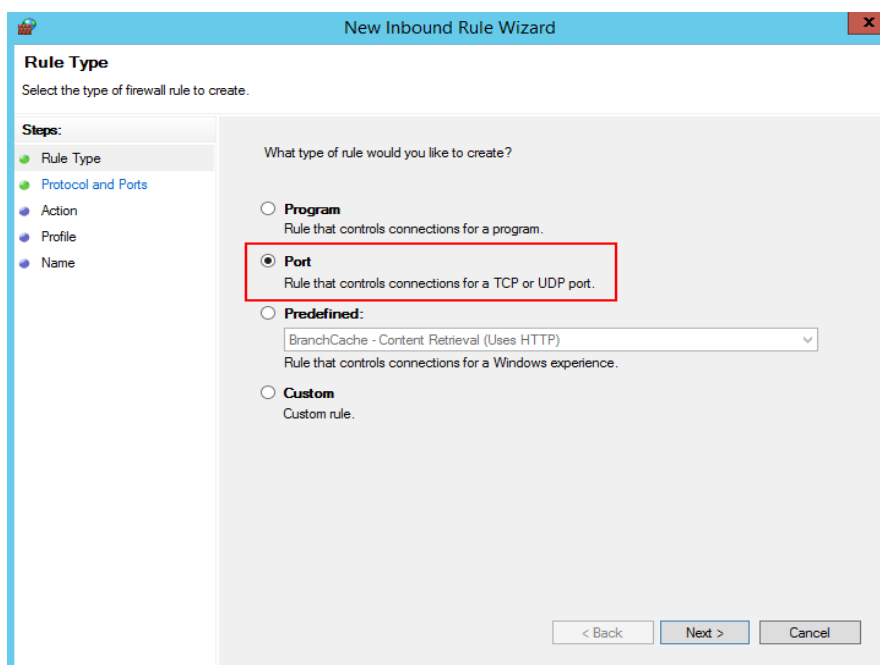 New Inbound Rule Wizard
x
Rule Type
Select the type of firewall rule to create.
Steps:
Rule Type
Protocol and Ports
Action
Profile
Name
What type of rule would you like to create?
Program
Rule that controls connections for a program.
Port
Rule that controls connections for a TCP or UDP port.
Predefined:
BranchCache - Content Retrieval (Uses HTTP)
Rule that controls connections for a Windows experience.
Custom
Custom rule.
< Back
Next >
Cancel